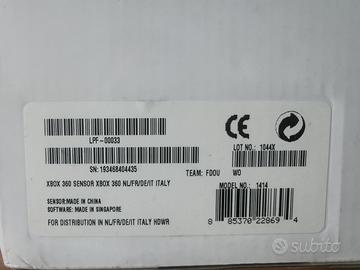 LPF-00033
CE
LOT NO.: 1044X
SN: 193468404435
TEAM: FDOU WO
XBOX 360 SENSOR XBOX 360 NL/FR/DE/IT ITALY
MODEL NO.: 1414
SENSOR:MADE IN CHINA
SOFTWARE: MADE IN SINGAPORE
8 85370 22869 4
FOR DISTRIBUTION IN NL/FR/DE/IT ITALY HDWR
subito